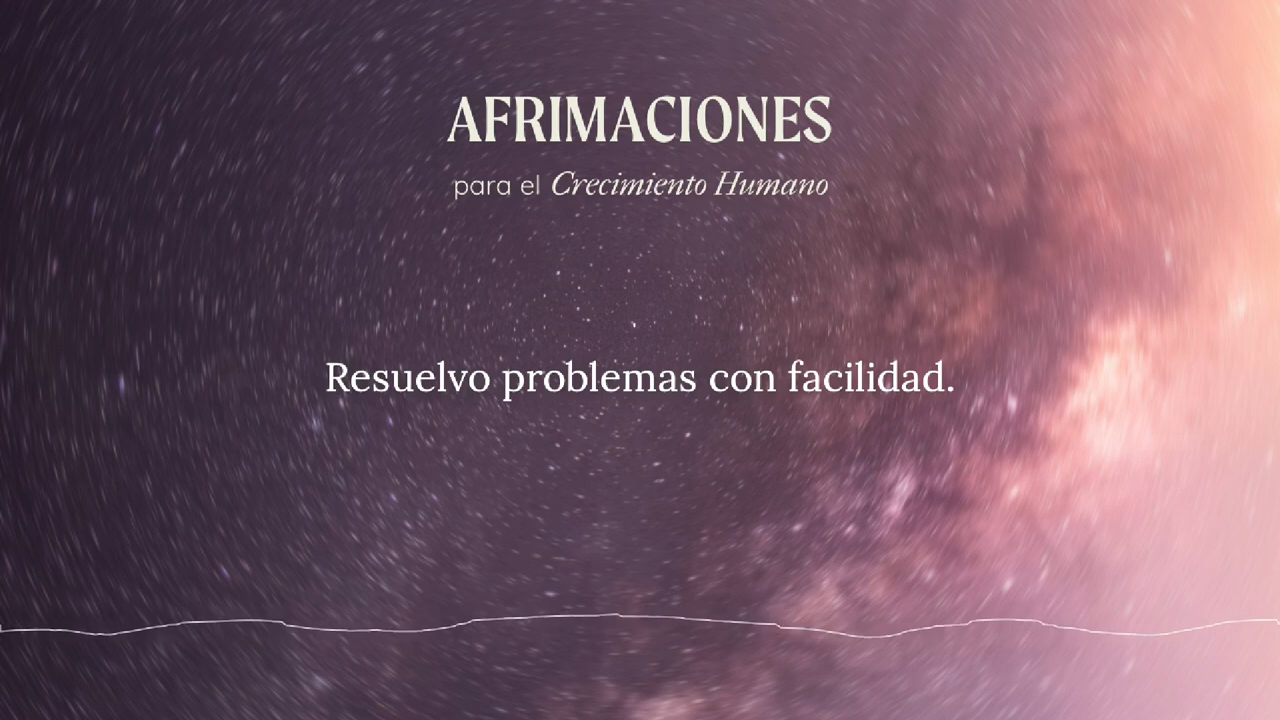 AFRIMACIONES
para el Crecimiento Humano
Resuelvo problemas con facilidad.